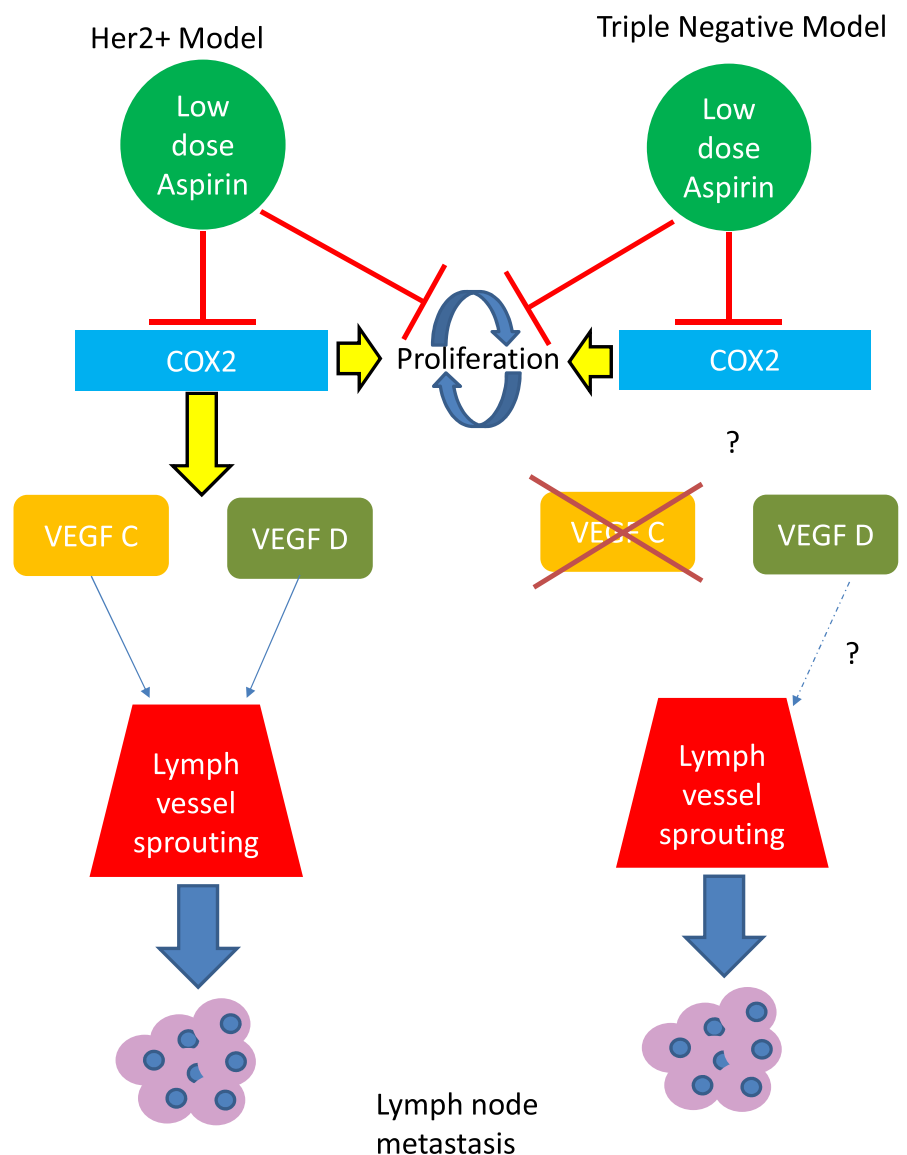 Her2+ Model
Triple Negative Model
Low
dose
Aspirin
Low
dose
Aspirin
COX2
Proliferation
COX2
?
VEGF C
VEGF D
VEGF C
VEGF D
?
Lymph
vessel
sprouting
Lymph
vessel
sprouting
Lymph node
metastasis